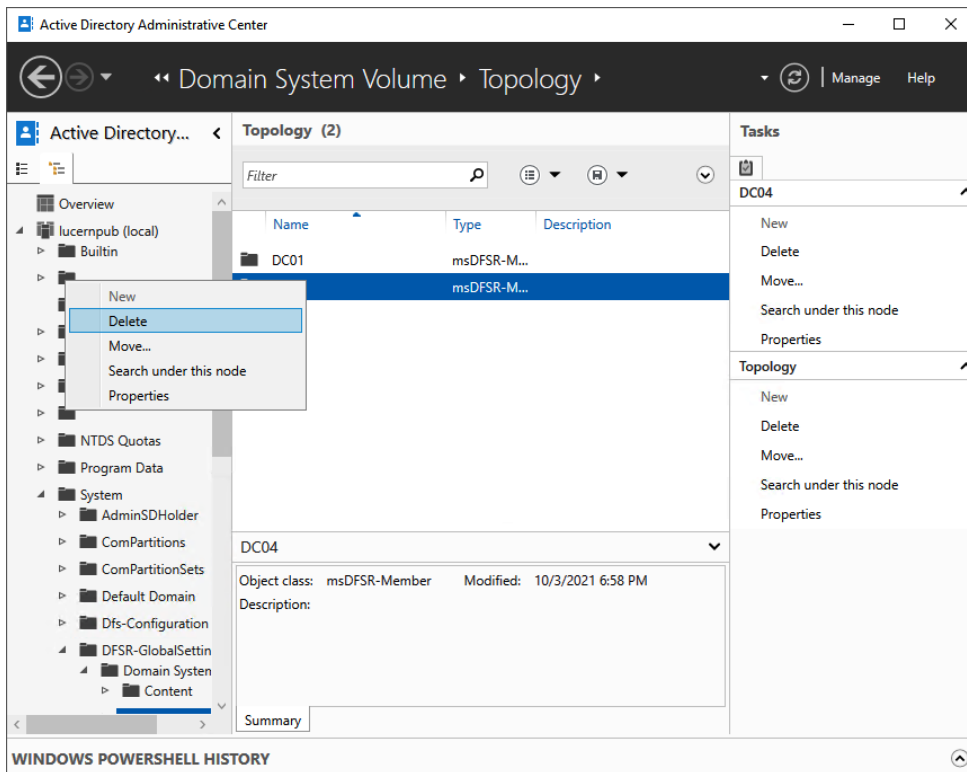 Active Directory Administrative Center
Domain System Volume Topology
Manage Help
Active Directory...
Overview
lucernpub (local)
Builtin
New
Delete
Move...
Search under this node
Properties
NTDS Quotas
Program Data
System
AdminSDHolder
ComPartitions
ComPartitionSets
Default Domain
Dfs-Configuration
DFSR-GlobalSettin
Domain System
Content
Topology (2)
Filter
Name Type Description
DC01 msDFSR-M...
msDFSR-M...
DC04
Object class: msDFSR-Member Modified: 10/3/2021 6:58 PM
Description:
Summary
Tasks
DC04
New
Delete
Move...
Search under this node
Properties
Topology
New
Delete
Move...
Search under this node
Properties
WINDOWS POWERSHELL HISTORY